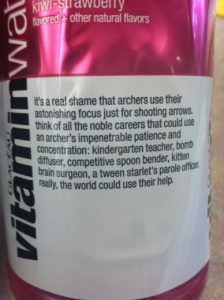 kiwi-strawberry
flavored + other natural flavors
GLACEAU
vitaminwat
it's a real shame that archers use their
astonishing focus just for shooting arrows.
think of all the noble careers that could use
an archer's impenetrable patience and
concentration: kindergarten teacher, bomb
diffuser, competitive spoon bender, kitten
brain surgeon, a tween starlet's parole officer.
really, the world could use their help.